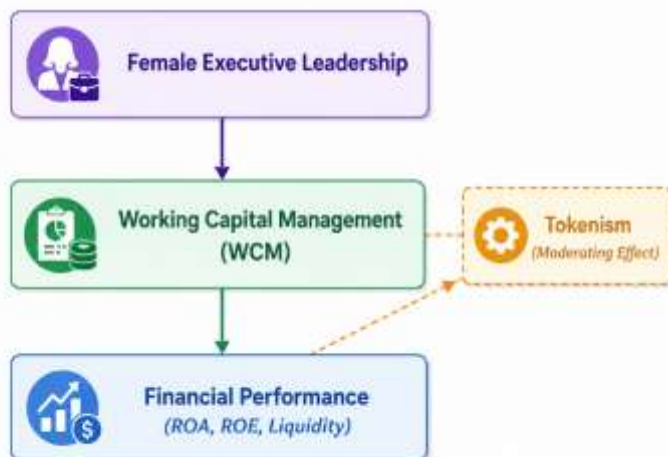 Female Executive Leadership
Working Capital Management
(WCM)
Tokenism
(Moderating Effect)
Financial Performance
(ROA, ROE, Liquidity)
$